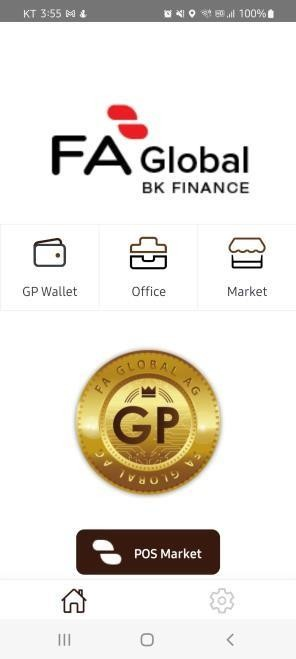 KT 3:55 100%
FA Global
BK FINANCE
GP Wallet
Office
Market
FA GLOBAL AG
GP
FA GLOBAL AG
POS Market